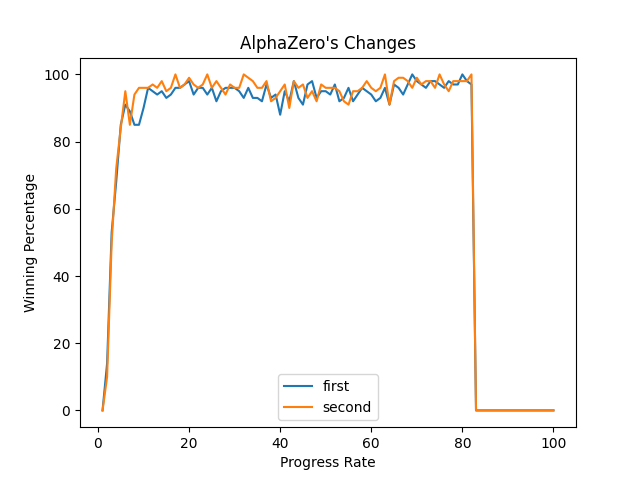 AlphaZero's Changes
Winning Percentage
100
80
60
40
20
0
first
second
0 20 40 60 80 100
Progress Rate